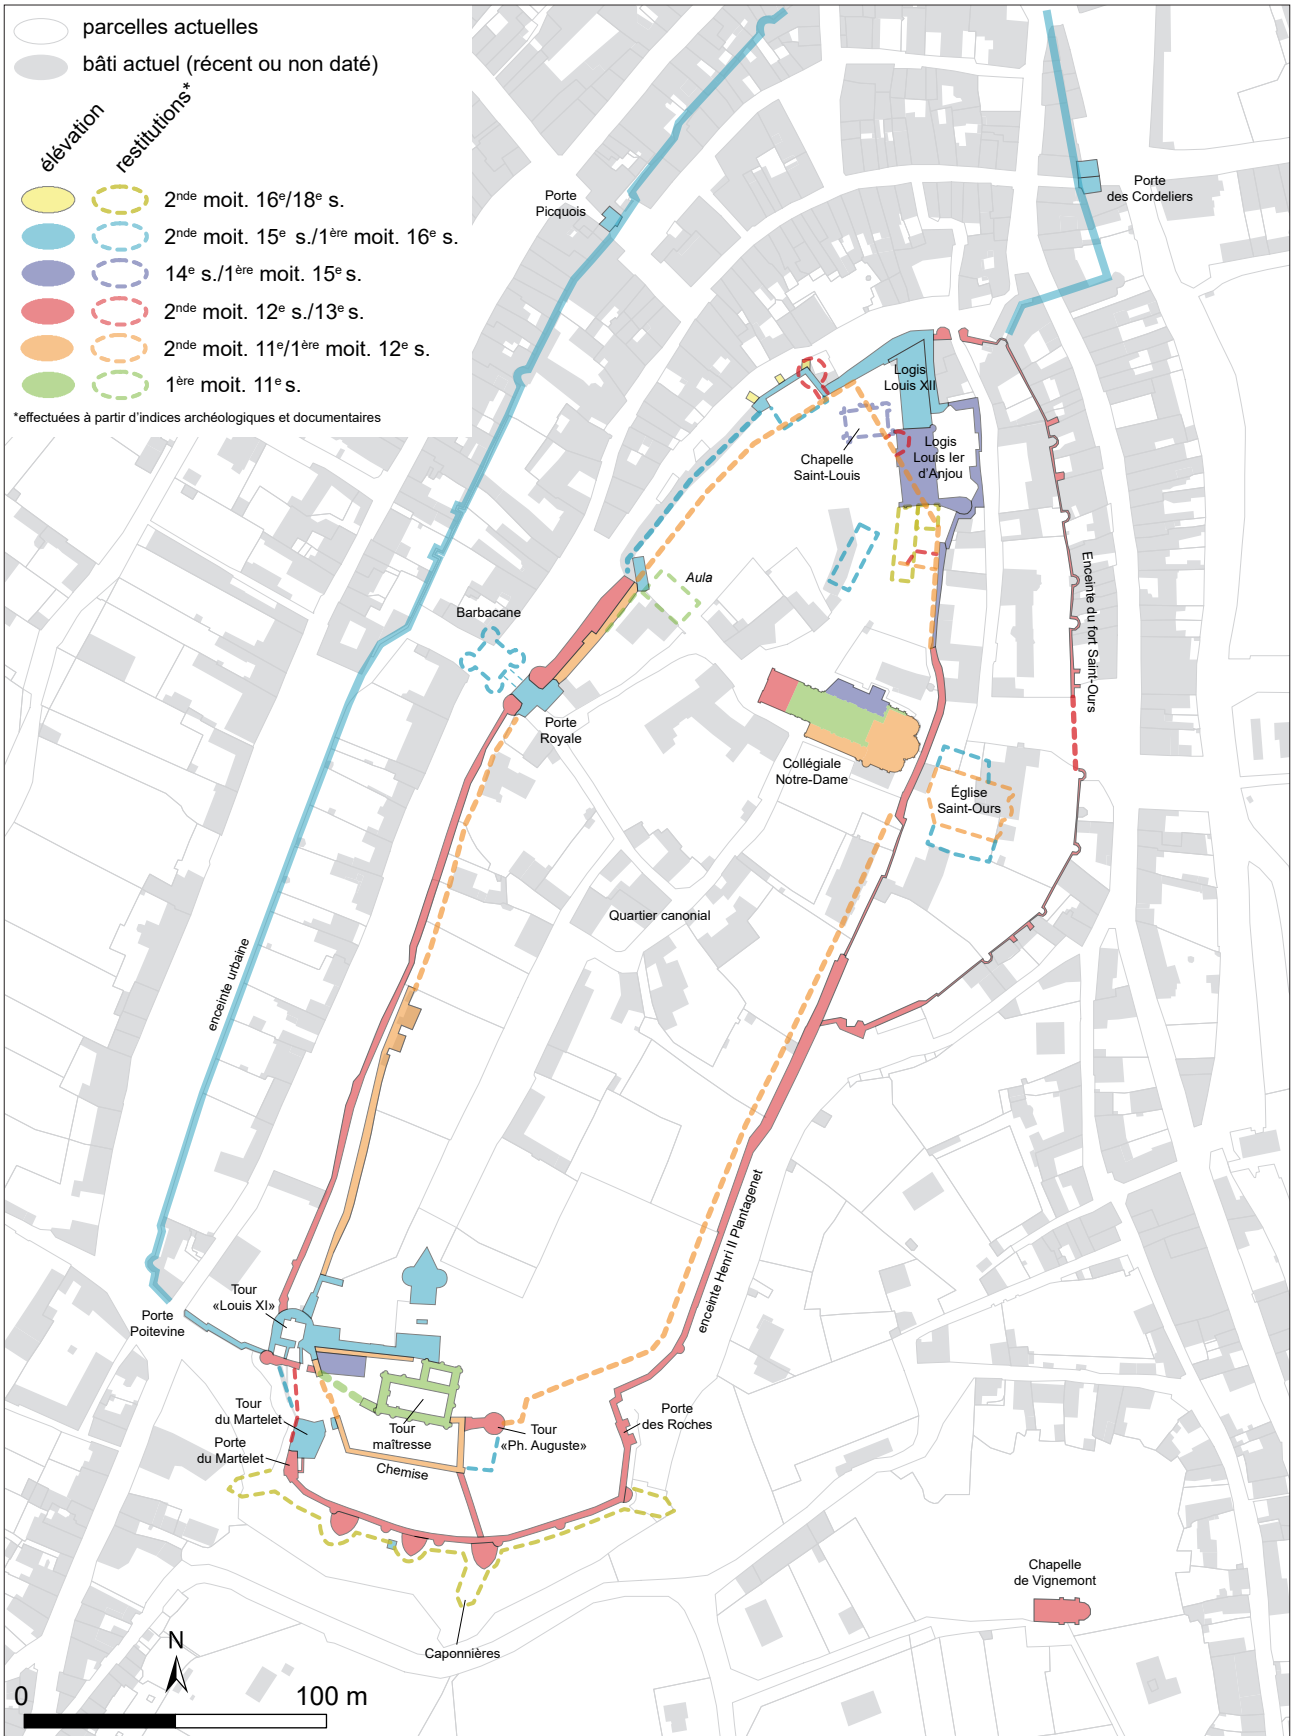 parcelles actuelles
bâti actuel (récent ou non daté)
élévation
restitutions*
2nde moit. 16e/18e s.
2nde moit. 15e s./1ère moit. 16e s.
14e s./1ère moit. 15e s.
2nde moit. 12e s./13e s.
2nde moit. 11e/1ère moit. 12e s.
1ère moit. 11e s.
*effectuées à partir d'indices archéologiques et documentaires
Porte
Picquois
Porte
des Cordeliers
Logis
Louis XII
Logis
Louis Ier
d'Anjou
Chapelle
Saint-Louis
Aula
Barbacane
Enceinte du fort Saint-Ours
Porte
Royale
Collégiale
Notre-Dame
Église
Saint-Ours
Quartier canonial
enceinte urbaine
enceinte Henri II Plantagenet
Tour
«Louis XI»
Porte
Poitevine
Tour
du Martelet
Porte
du Martelet
Tour
maîtresse
Chemise
Tour
«Ph. Auguste»
Porte
des Roches
Chapelle
de Vignemont
Caponnières
N
0
100 m